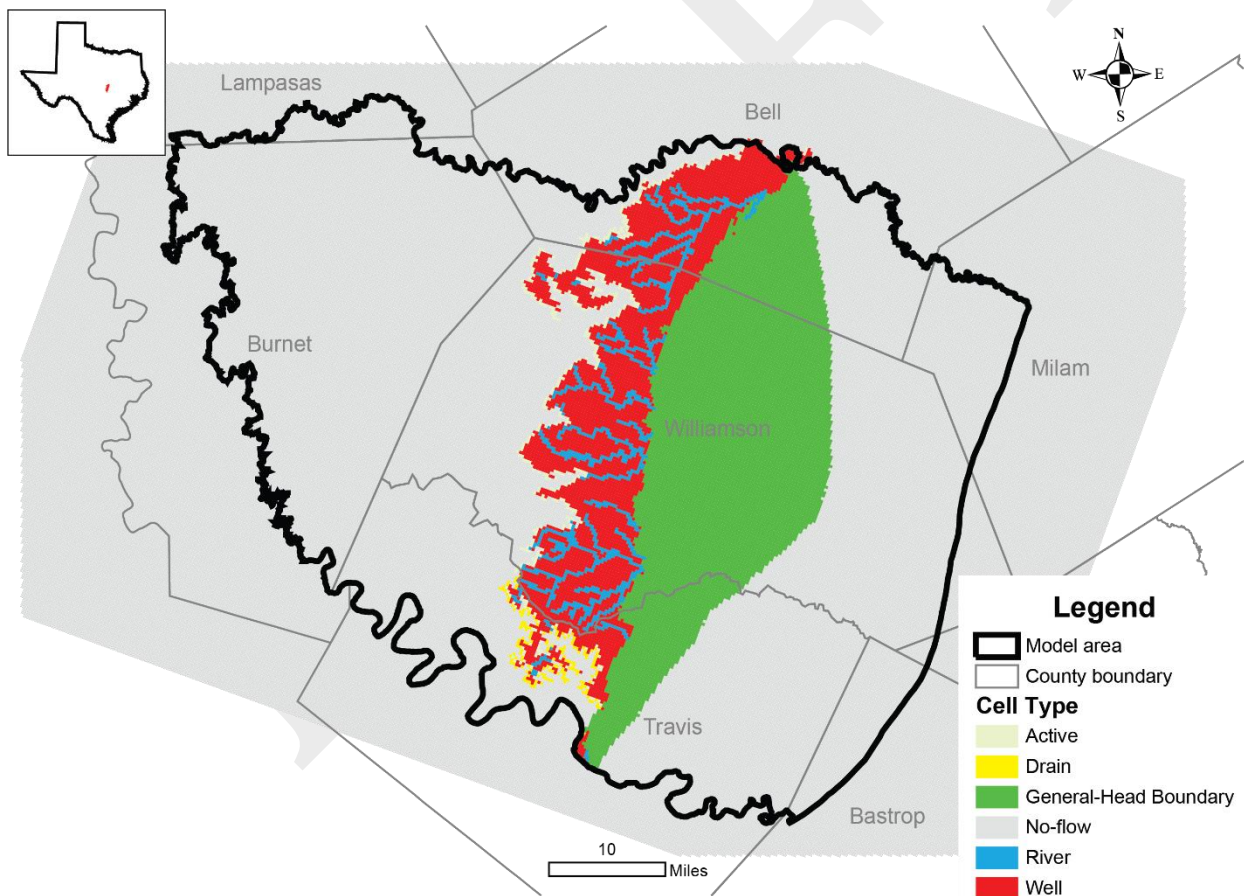 N
W E
S
Lampasas
Bell
Burnet
Milam
Williamson
Travis
Bastrop
10
Miles
Legend
Model area
County boundary
Cell Type
Active
Drain
General-Head Boundary
No-flow
River
Well